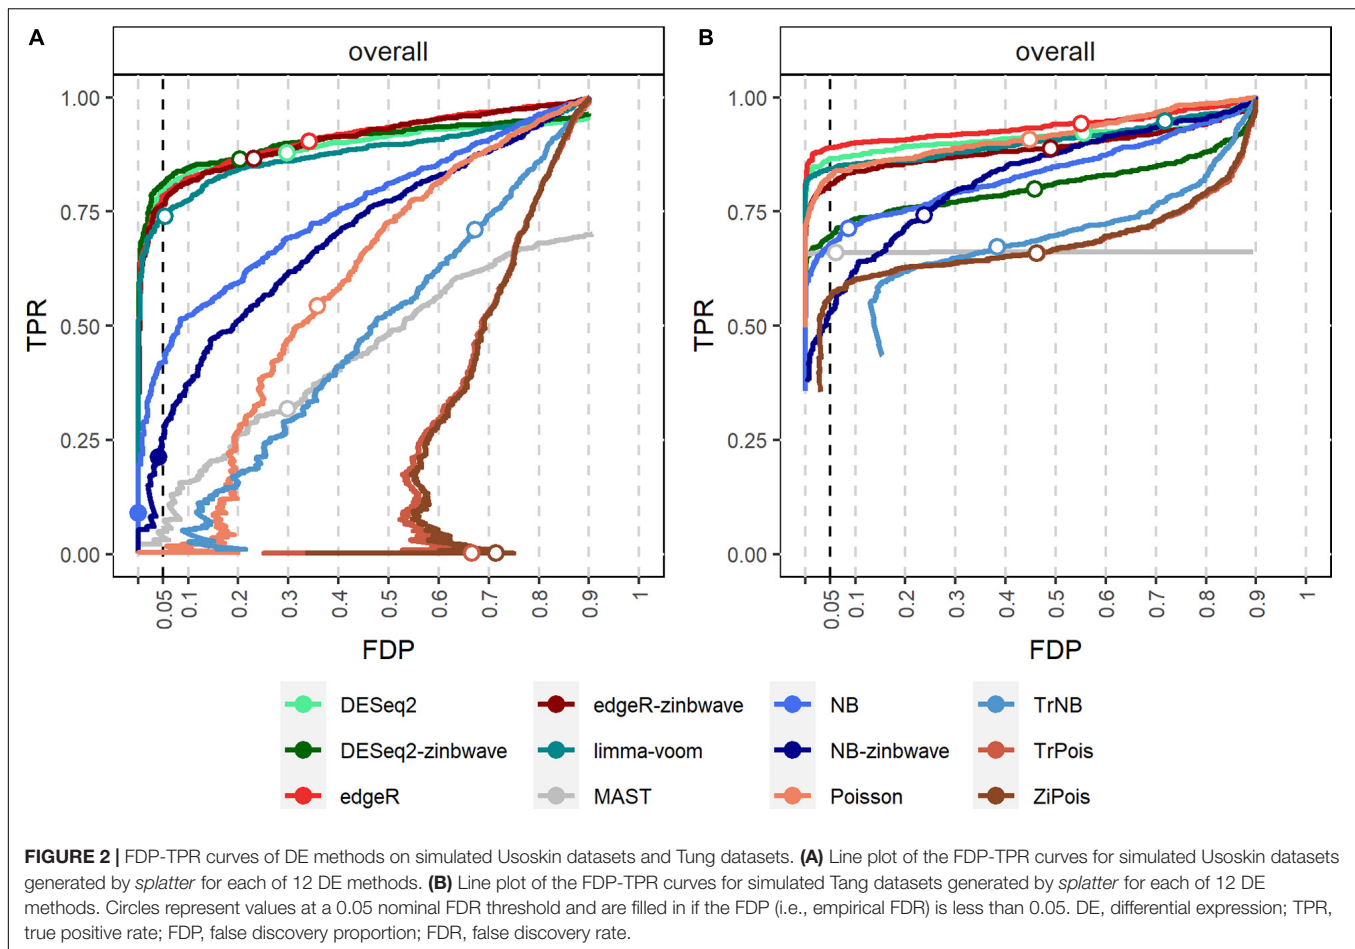 A
overall
1.00
0.75
0.50
0.25
0.00
TPR
0.05
0.1
0.2
0.3
0.4
0.5
0.6
0.7
0.8
0.9
1
FDP
B
overall
1.00
0.75
0.50
0.25
0.00
TPR
0.05
0.1
0.2
0.3
0.4
0.5
0.6
0.7
0.8
0.9
1
FDP
DESeq2
edgeR-zinbwave
NB
TrNB
DESeq2-zinbwave
limma-voom
NB-zinbwave
TrPois
edgeR
MAST
Poisson
ZiPois
FIGURE 2 | FDP-TPR curves of DE methods on simulated Usoskin datasets and Tung datasets. (A) Line plot of the FDP-TPR curves for simulated Usoskin datasets
generated by splatter for each of 12 DE methods. (B) Line plot of the FDP-TPR curves for simulated Tang datasets generated by splatter for each of 12 DE
methods. Circles represent values at a 0.05 nominal FDR threshold and are filled in if the FDP (i.e., empirical FDR) is less than 0.05. DE, differential expression; TPR,
true positive rate; FDP, false discovery proportion; FDR, false discovery rate.